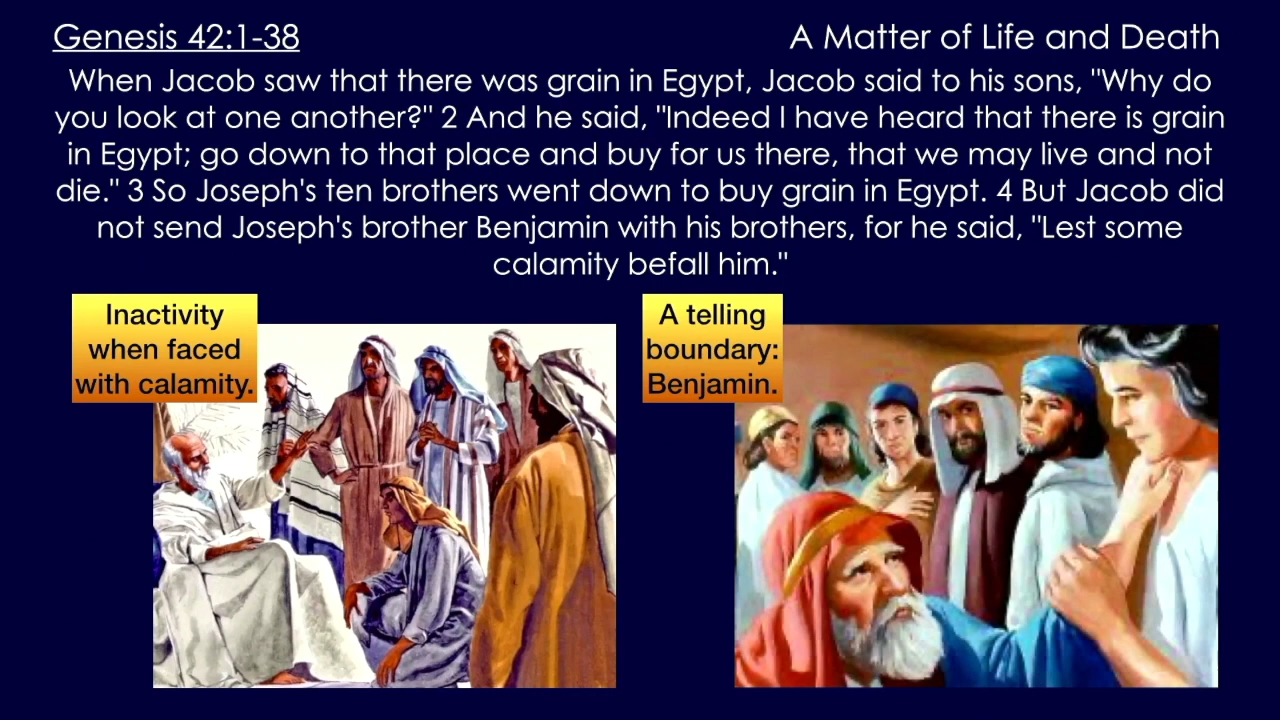 Genesis 42:1-38
A Matter of Life and Death
When Jacob saw that there was grain in Egypt, Jacob said to his sons, "Why do
you look at one another?" 2 And he said, "Indeed I have heard that there is grain
in Egypt; go down to that place and buy for us there, that we may live and not
die." 3 So Joseph's ten brothers went down to buy grain in Egypt. 4 But Jacob did
not send Joseph's brother Benjamin with his brothers, for he said, "Lest some
calamity befall him."
Inactivity
when faced
with calamity.
A telling
boundary:
Benjamin.